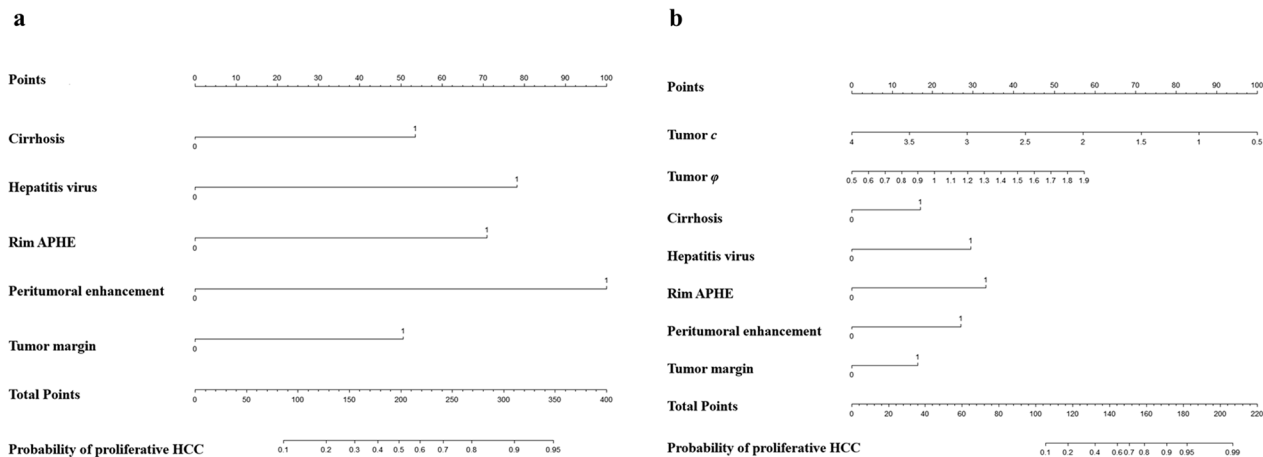 a
Points
0 10 20 30 40 50 60 70 80 90 100
Cirrhosis
0 1
Hepatitis virus
0 1
Rim APHE
0 1
Peritumoral enhancement
0 1
Tumor margin
0 1
Total Points
0 50 100 150 200 250 300 350 400
Probability of proliferative HCC
0.1 0.2 0.3 0.4 0.5 0.6 0.7 0.8 0.9 0.95
b
Points
0 10 20 30 40 50 60 70 80 90 100
Tumor c
4 3.5 3 2.5 2 1.5 1 0.5
Tumor φ
0.5 0.6 0.7 0.8 0.9 1 1.1 1.2 1.3 1.4 1.5 1.6 1.7 1.8 1.9
Cirrhosis
0 1
Hepatitis virus
0 1
Rim APHE
0 1
Peritumoral enhancement
0 1
Tumor margin
0 1
Total Points
0 20 40 60 80 100 120 140 160 180 200 220
Probability of proliferative HCC
0.1 0.2 0.4 0.6 0.7 0.8 0.9 0.95 0.99